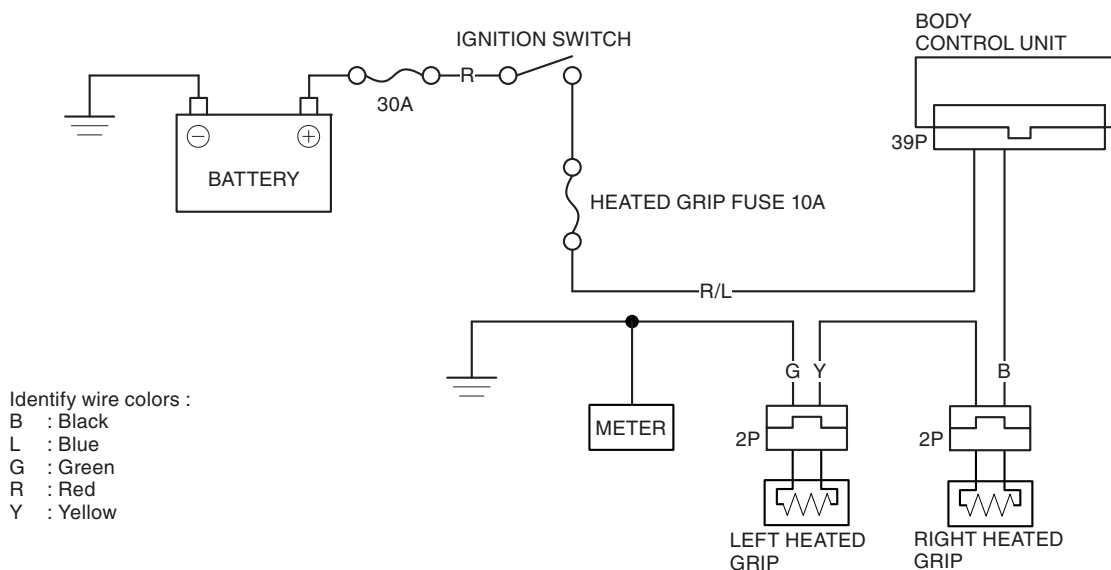 BODY
CONTROL UNIT
IGNITION SWITCH
R
30A
39P
BATTERY
HEATED GRIP FUSE 10A
R/L
G Y
B
Identify wire colors :
B : Black
L : Blue
G : Green
R : Red
Y : Yellow
METER
2P
2P
LEFT HEATED
GRIP
RIGHT HEATED
GRIP